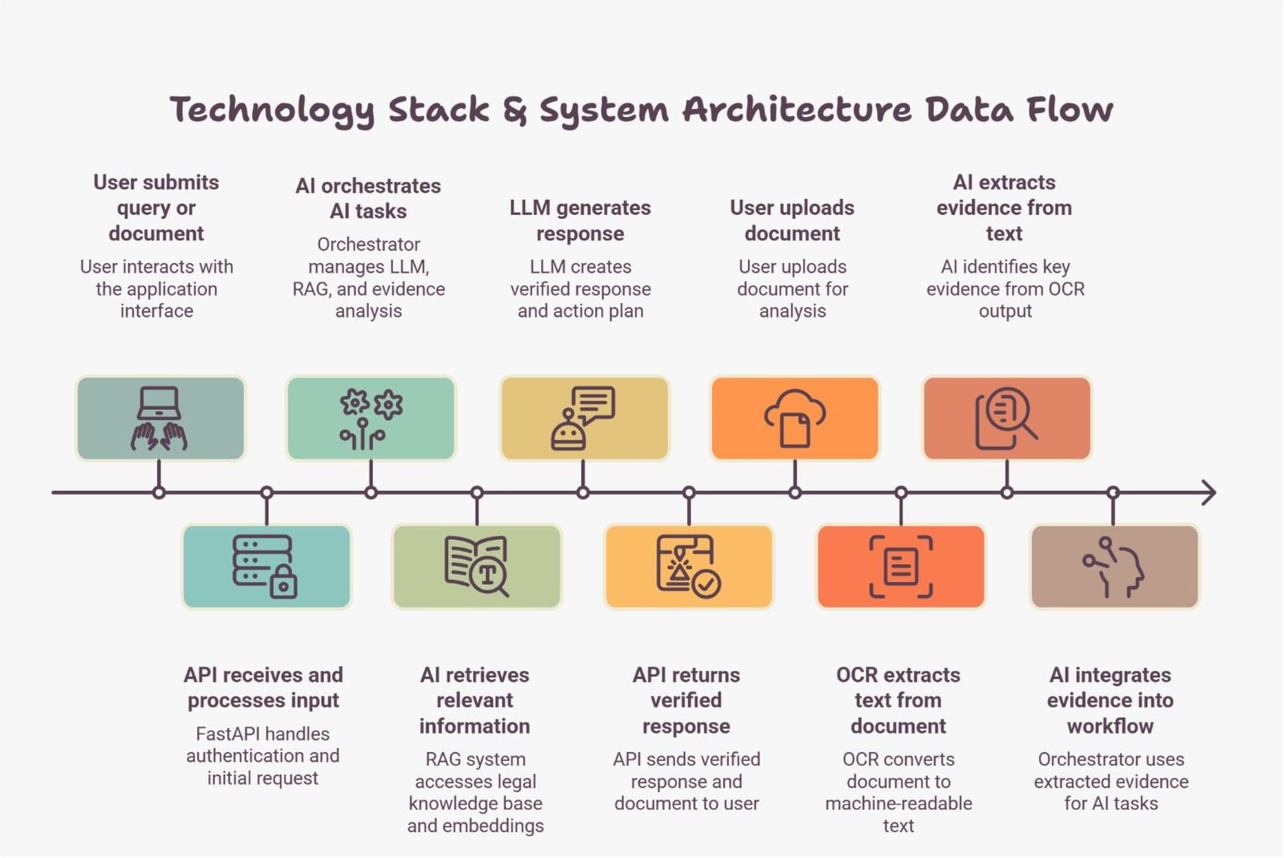 Technology Stack & System Architecture Data Flow
User submits
query or
document
User interacts with
the application
interface
AI orchestrates
AI tasks
Orchestrator
manages LLM,
RAG, and evidence
analysis
LLM generates
response
LLM creates
verified response
and action plan
User uploads
document
User uploads
document for
analysis
AI extracts
evidence from
text
AI identifies key
evidence from OCR
output
T
API receives and
processes input
FastAPI handles
authentication and
initial request
AI retrieves
relevant
information
RAG system
accesses legal
knowledge base
and embeddings
API returns
verified
response
API sends verified
response and
document to user
OCR extracts
text from
document
OCR converts
document to
machine-readable
text
AI integrates
evidence into
workflow
Orchestrator uses
extracted evidence
for AI tasks